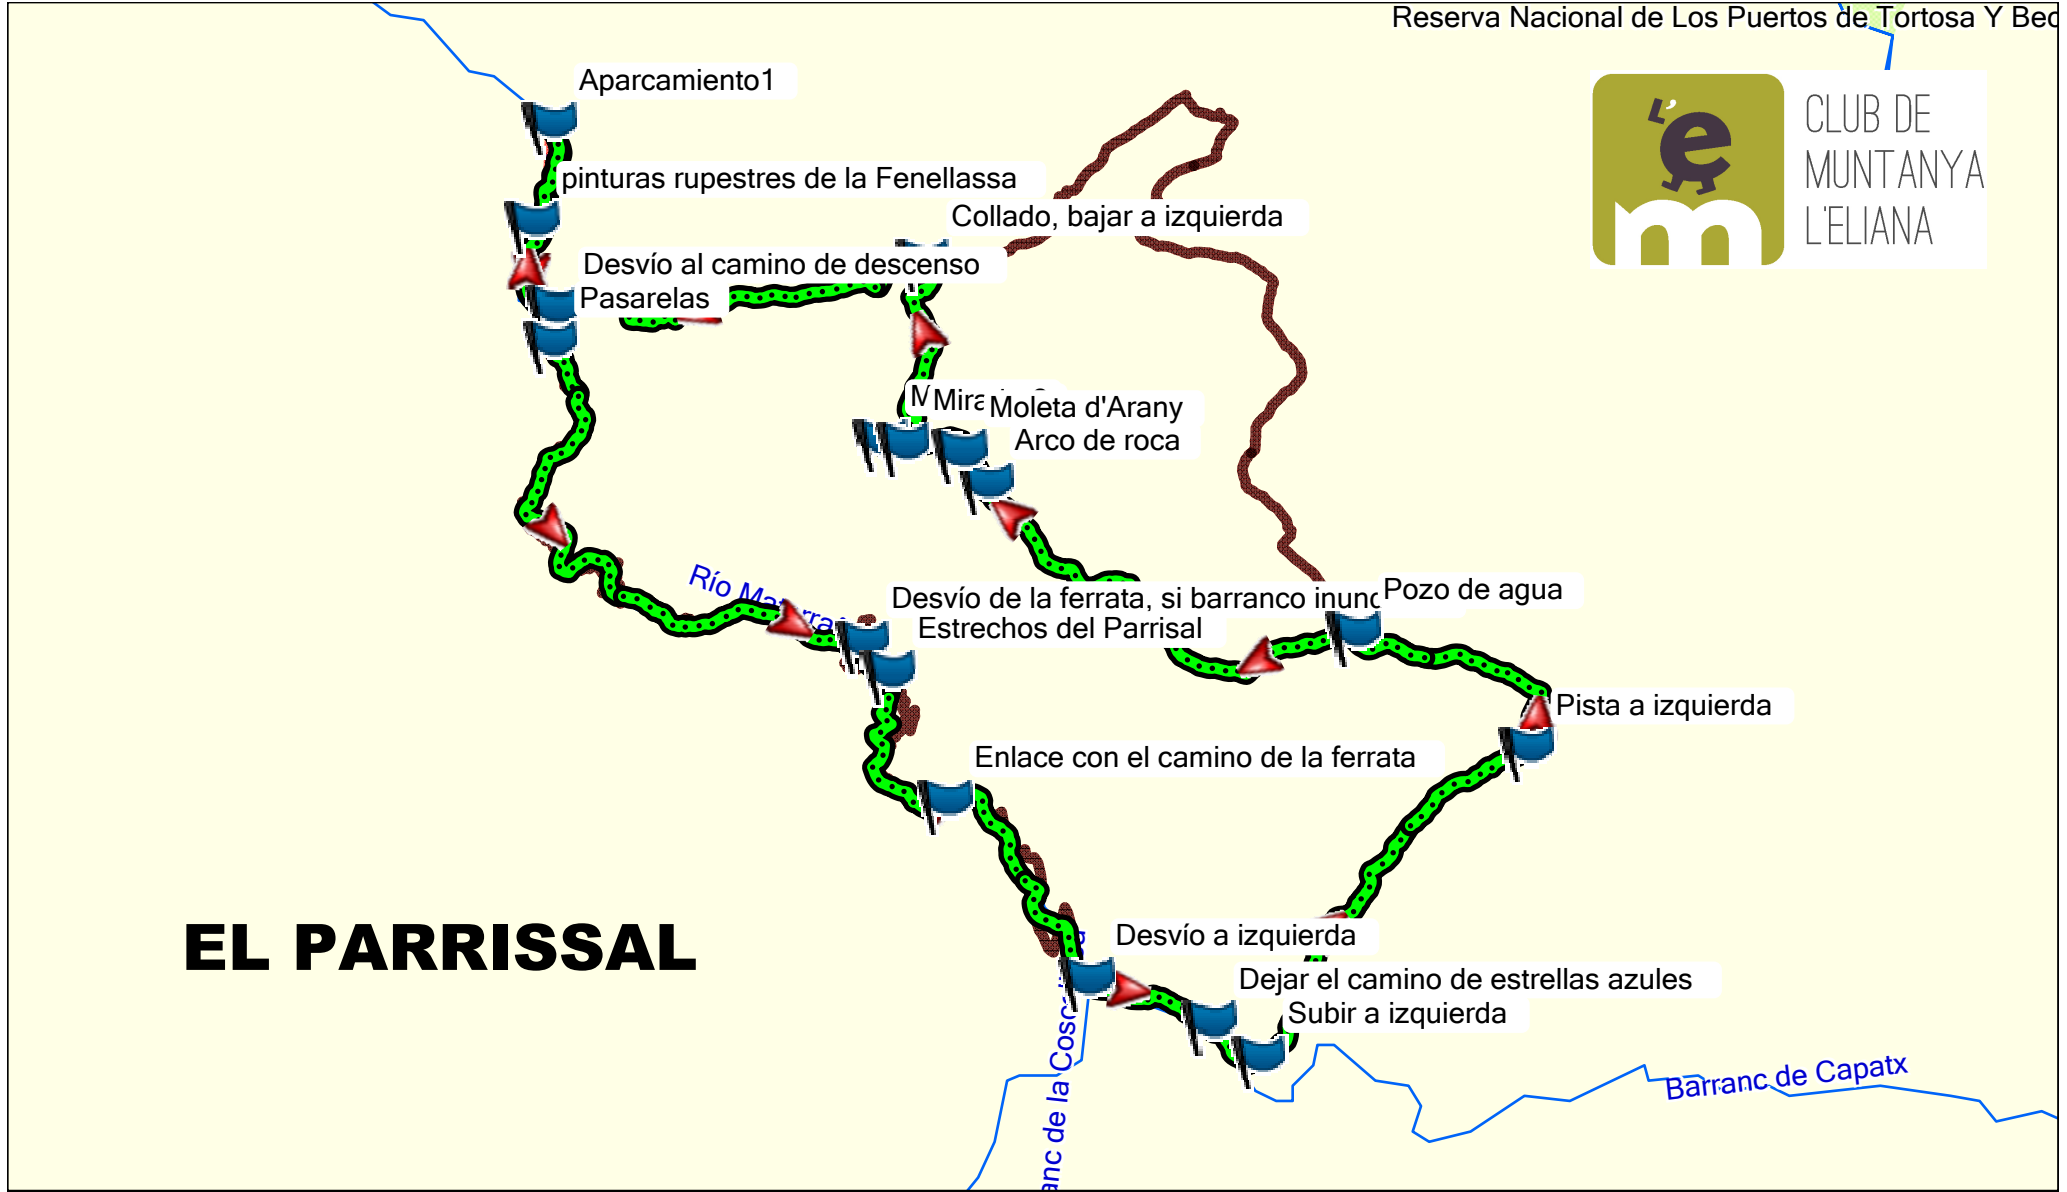 Reserva Nacional de Los Puertos de Tortosa Y
Aparcamiento1
CLUB DE
MUNTANYA
L'ELIANA
L'e
m
pinturas rupestres de la Fenellassa
Collado, bajar a izquierda
Desvío al camino de descenso
Pasarelas
Moleta d'Arany
Arco de roca
Río
Desvío de la ferrata, si barranco
Pozo de agua
Estrechos del Parrisal
Pista a izquierda
Enlace con el camino de la ferrata
EL PARRISSAL
Desvío a izquierda
Dejar el camino de estrellas azules
Subir a izquierda
de la
Barranc de Capatx